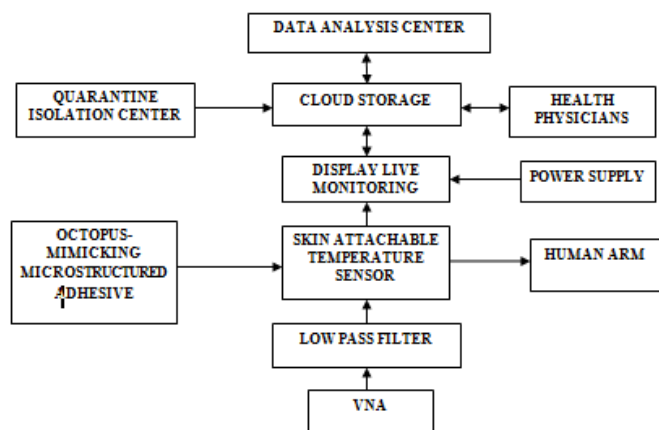 DATA ANALYSIS CENTER
QUARANTINE
ISOLATION CENTER
CLOUD STORAGE
HEALTH
PHYSICIANS
DISPLAY LIVE
MONITORING
POWER SUPPLY
OCTOPUS-
MIMICKING
MICROSTRUCTURED
ADHESIVE
SKIN ATTACHABLE
TEMPERATURE
SENSOR
HUMAN ARM
LOW PASS FILTER
VNA